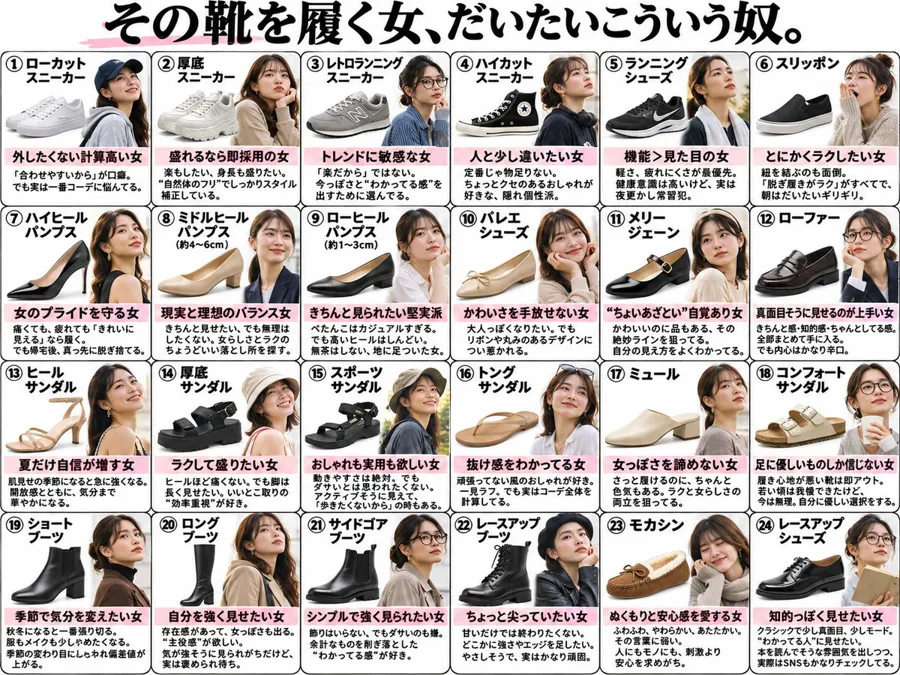 その靴を履く女、だいたいこういう奴。
① ローカット
スニーカー
外したくない計算高い女
「合わせやすいから」が口癖。
でも実は一番コーデに悩んでる。
② 厚底
スニーカー
盛れるなら即採用の女
楽もしたい、身長も盛りたい。
“自然体のフリ”でしっかりスタイル
補正している。
③ レトロランニング
スニーカー
N
トレンドに敏感な女
「楽だから」ではない。
今っぽさと“わかってる感”を
出すために選んでる。
④ ハイカット
スニーカー
人と少し違いたい女
定番じゃ物足りない。
ちょっとクセのあるおしゃれが
好きな、隠れ個性派。
⑤ ランニング
シューズ
機能>見た目の女
軽さ、疲れにくさが最優先。
健康意識は高いけど、実は
夜更かし常習犯。
⑥ スリッポン
とにかくラクしたい女
紐を結ぶのも面倒。
「脱ぎ履きがラク」がすべてで、
朝はだいたいギリギリ。
⑦ ハイヒール
パンプス
女のプライドを守る女
痛くても、疲れても「きれいに
見える」なら履く。
でも帰宅後、真っ先に脱ぎ捨てる。
⑧ ミドルヒール
パンプス
(約4~6cm)
現実と理想のバランス女
きちんと見せたい、でも無理は
したくない。女らしさとラクの
ちょうどいい落とし所を探す。
⑨ ローヒール
パンプス
(約1~3cm)
きちんと見られたい堅実派
ぺたんこはカジュアルすぎる。
でも高いヒールはしんどい。
無茶はしない、地に足ついた女。
⑩ バレエ
シューズ
かわいさを手放せない女
大人っぽくなりたい。でも
リボンや丸みのあるデザインに
つい惹かれる。
⑪ メリー
ジェーン
“ちょいあざとい”自覚あり女
かわいいのに品もある、その
絶妙ラインを狙ってる。
自分の見え方をよくわかってる。
⑫ ローファー
真面目そうに見せるのが上手い女
きちんと感・知的感・ちゃんとしてる感。
全部まとめて手に入る。
でも内心はかなり辛口。
⑬ ヒール
サンダル
夏だけ自信が増す女
肌見せの季節になると急に強くなる。
開放感とともに、気分まで
華やかになる。
⑭ 厚底
サンダル
ラクして盛りたい女
ヒールほど痛くない。でも脚は
長く見せたい。いいとこ取りの
“効率重視”が好き。
⑮ スポーツ
サンダル
おしゃれも実用も欲しい女
動きやすさは絶対。でも
ダサいとは思われたくない。
アクティブそうに見えて、
「歩きたくないから」の時もある。
⑯ トング
サンダル
抜け感をわかってる女
頑張ってない風のおしゃれが好き。
一見ラフ、でも実はコーデ全体を
計算してる。
⑰ ミュール
女っぽさを諦めない女
さっと履けるのに、ちゃんと
色気もある。ラクと女らしさの
両立を狙ってる。
⑱ コンフォート
サンダル
足に優しいものしか信じない女
履き心地が悪い靴は即アウト。
若い頃は我慢できたけど、
今は無理。自分に優しい選択をする。
⑲ ショート
ブーツ
季節で気分を変えたい女
秋冬になると一番張り切る。
服もメイクも少しゃめたくなる。
季節の変わり目にしゃれ偏差値
が上がる。
⑳ ロング
ブーツ
自分を強く見せたい女
存在感があって、女っぽさも出る。
“主役感”が欲しい。
気が強そうに見られがちだけど、
実は褒められ待ち。
㉑ サイドゴア
ブーツ
シンプルで強く見られたい女
飾りはいらない、でもダサいのも嫌。
余計なものを削ぎ落とした
“わかってる感”が好き。
㉒ レースアップ
ブーツ
ちょっと尖っていたい女
甘いだけでは終わりたくない。
どこかに強さやエッジを足したい。
やさしそうで、実はかなり頑固。
㉓ モカシン
ぬくもりと安心感を愛する女
ふわふわ、やわらかい、あたたかい。
その言葉に弱い。
人にもモノにも、刺激より
安心を求めがち。
㉔ レースアップ
シューズ
知的っぽく見せたい女
クラシックで少し真面目、少しモード。
“わかってる人”に見せたい。
本を読んでそうな雰囲気を出しつつ、
実際はSNSもかなりチェックしてる。